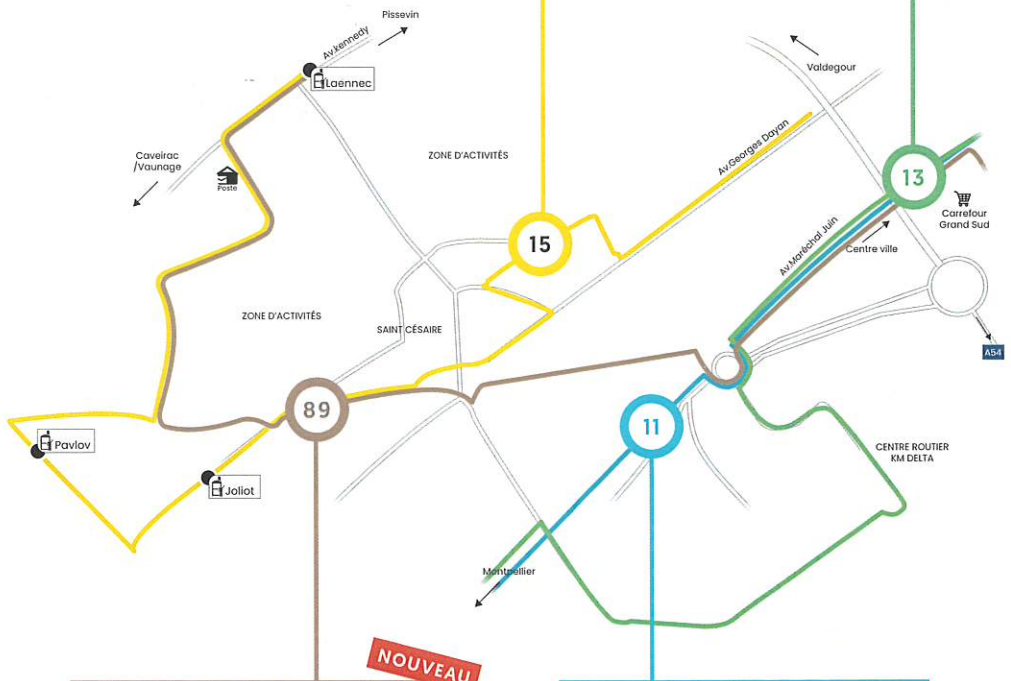 Pissevin
Av.kennedy
Laennec
Valdegour
Caveirac
/Vaunage
Poste
ZONE D'ACTIVITÉS
Av.Georges Dayan
13
Carrefour
Grand Sud
15
Av.Maréchal Juin
Centre ville
ZONE D'ACTIVITÉS
SAINT CÉSAIRE
A54
89
11
Pavlov
Joliot
CENTRE ROUTIER
KM DELTA
Montpellier
NOUVEAU